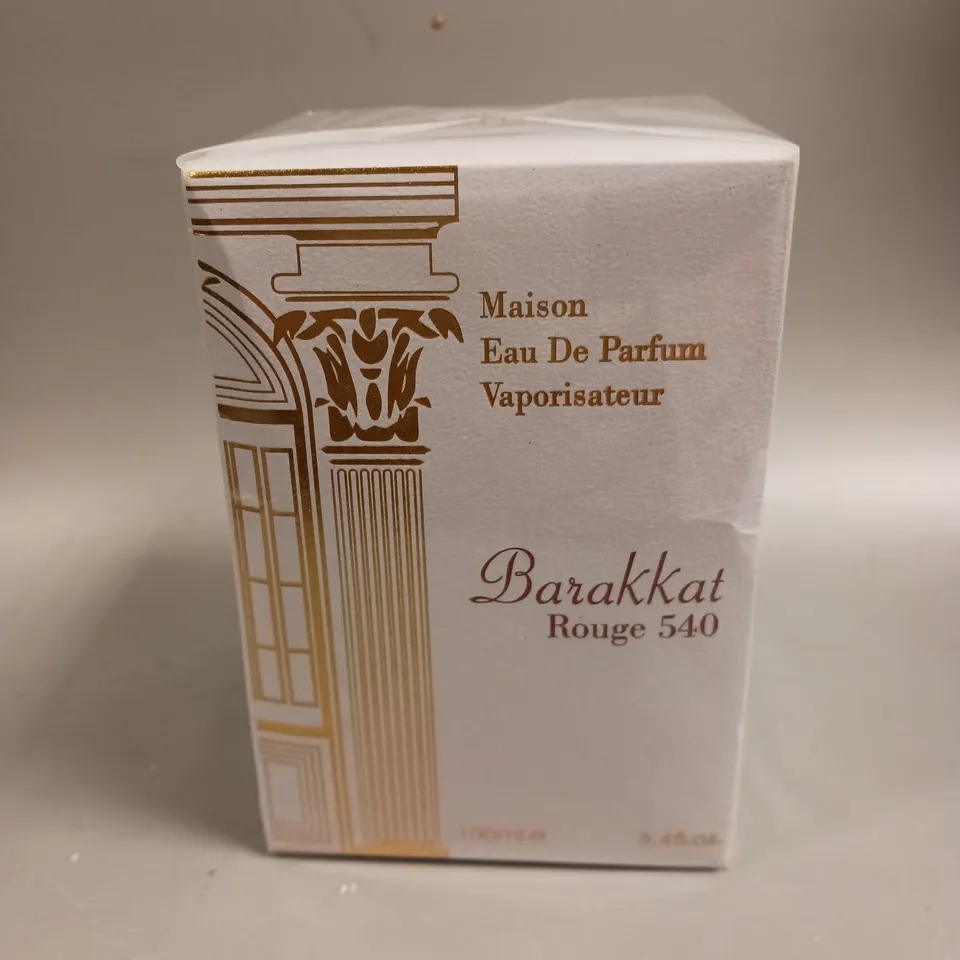 Maison
Eau De Parfum
Vaporisateur
Barakkat
Rouge 540
100ml e 3.4fl.oz.